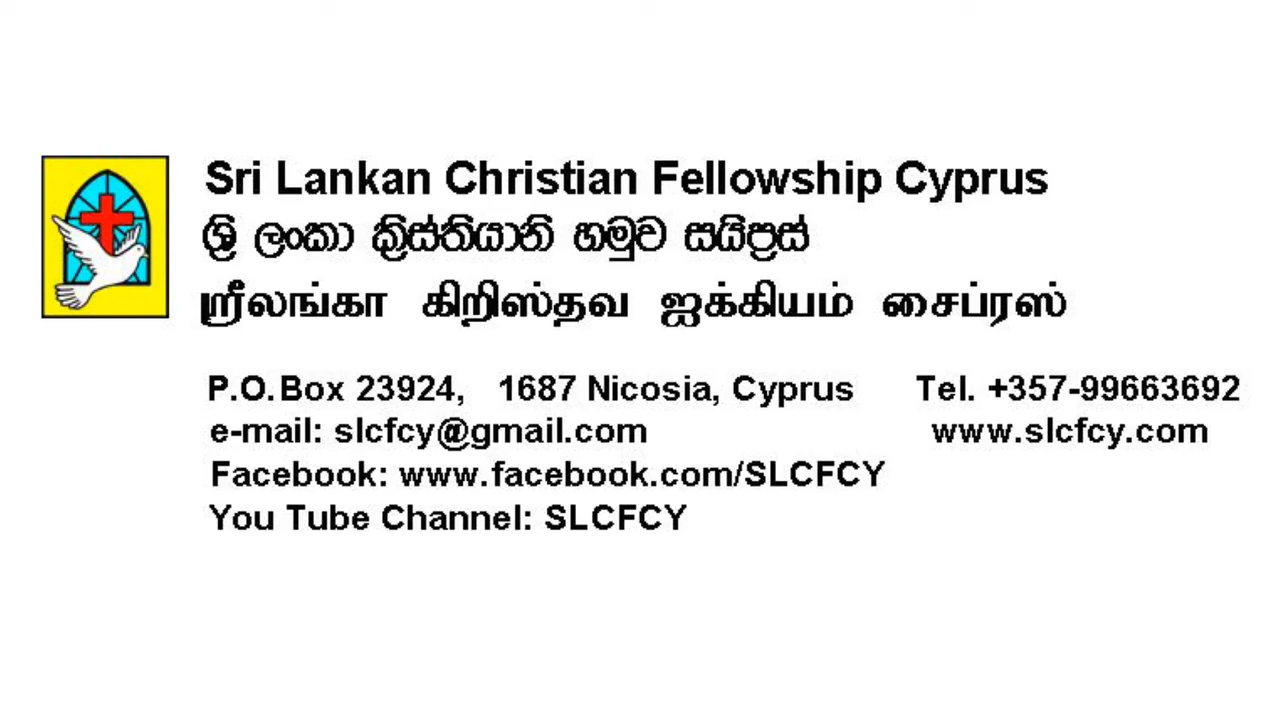 Sri Lankan Christian Fellowship Cyprus
ශ්‍රී ලංකා ක්‍රිස්තියානි හමුව සයිප්‍රස්
ஸ்ரீலங்கா கிறிஸ்தவ ஐக்கியம் சைப்ரஸ்
P.O.Box 23924, 1687 Nicosia, Cyprus Tel. +357-99663692
e-mail: slcfcy@gmail.com www.slcfcy.com
Facebook: www.facebook.com/SLCFCY
You Tube Channel: SLCFCY